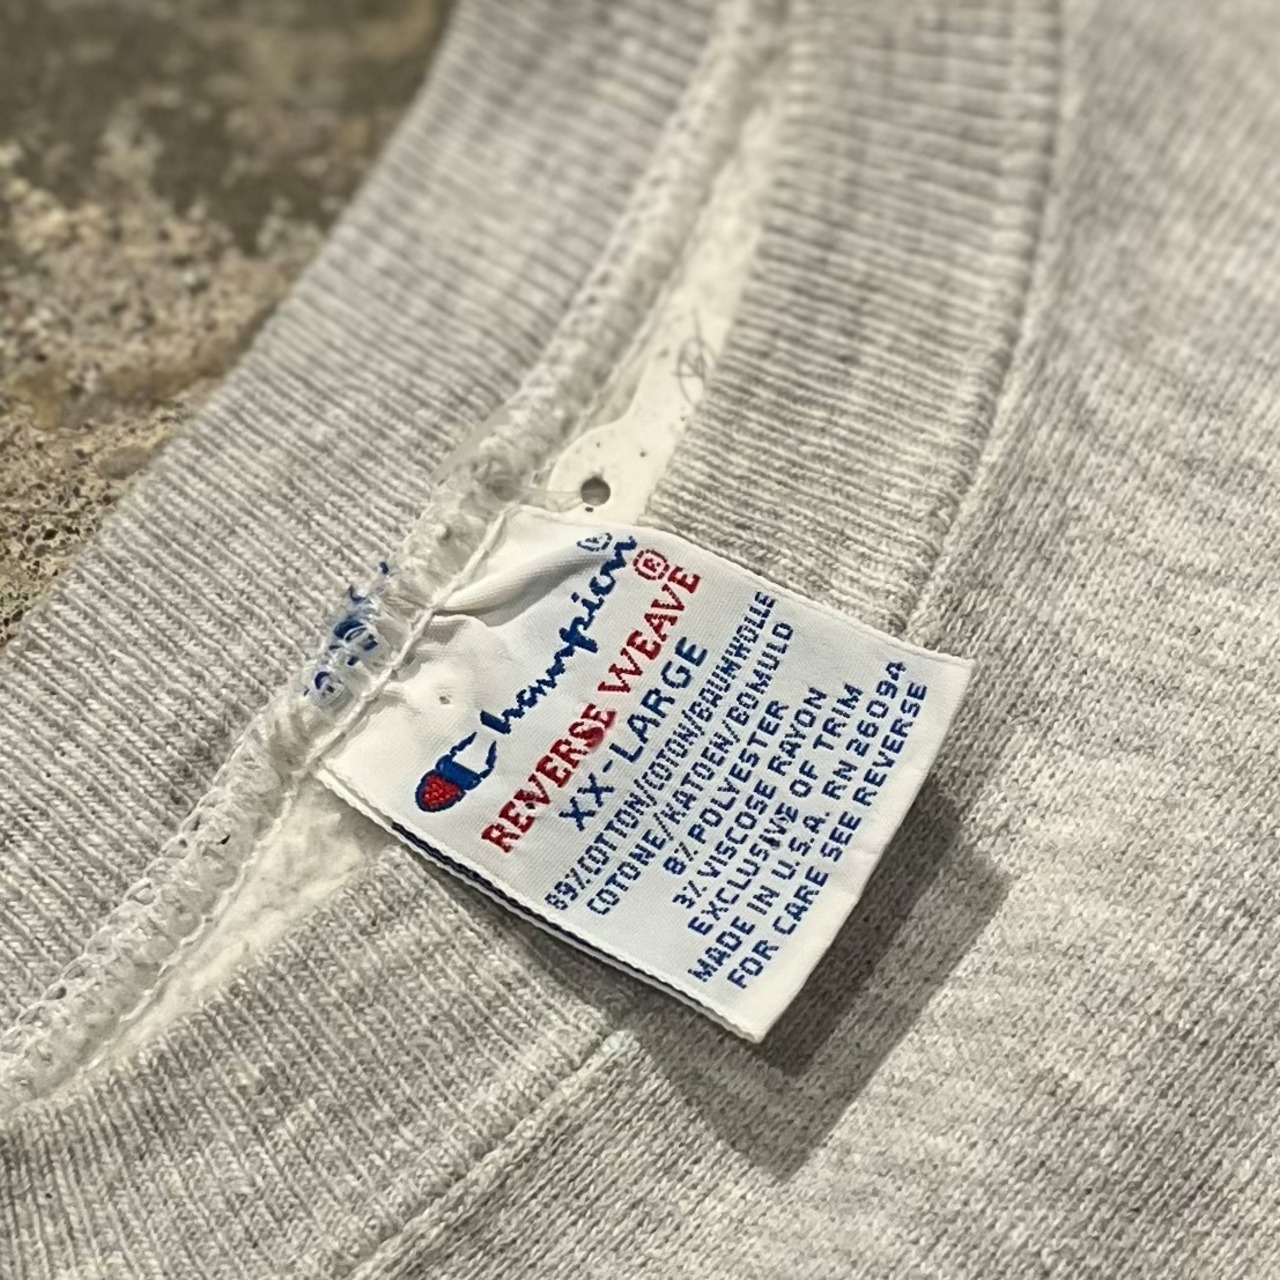 Champion®
REVERSE WEAVE®
XX-LARGE
89%COTTON/COTON/BAUMWOLLE
COTONE/KATOEN/BOMULD
8% POLYESTER
3% VISCOSE RAYON
EXCLUSIVE OF TRIM
MADE IN U.S.A. RN 26094
FOR CARE SEE REVERSE